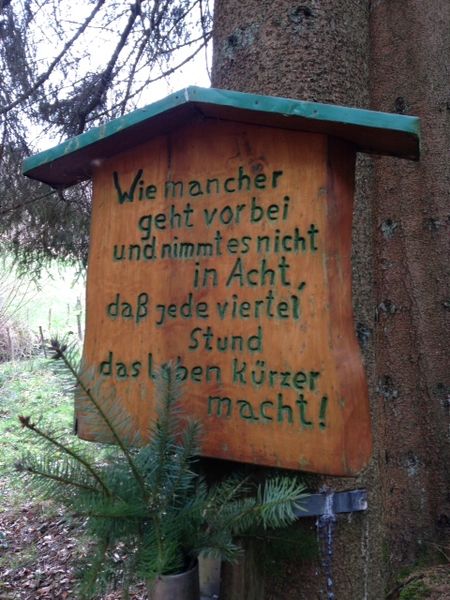 Wie mancher
geht vorbei
und nimmt es nicht
in Acht,
daß jede viertel
Stund
das Leben kürzer
macht!